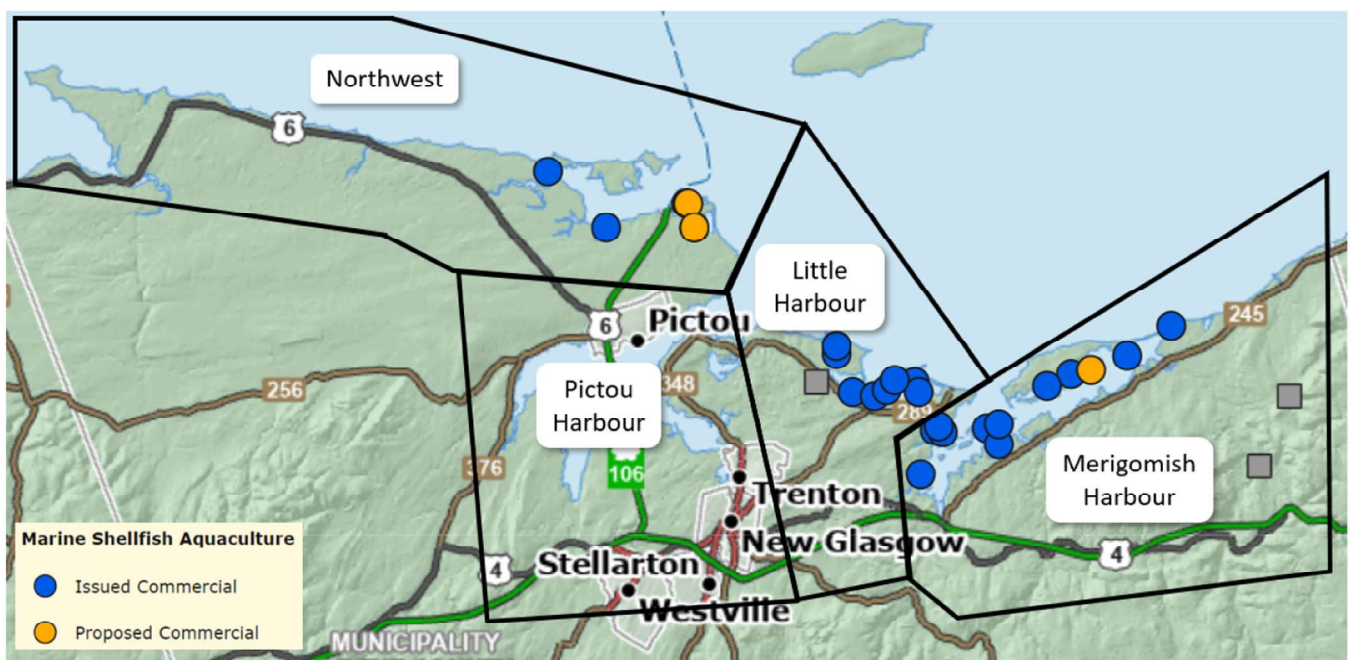 Northwest
6
Little
Harbour
245
6
Pictou
Pictou
Harbour
348
256
289
376
106
Merigomish
Harbour
Trenton
New Glasgow
Marine Shellfish Aquaculture
Issued Commercial
Proposed Commercial
4
Stellarton
4
Westville
MUNICIPALITY